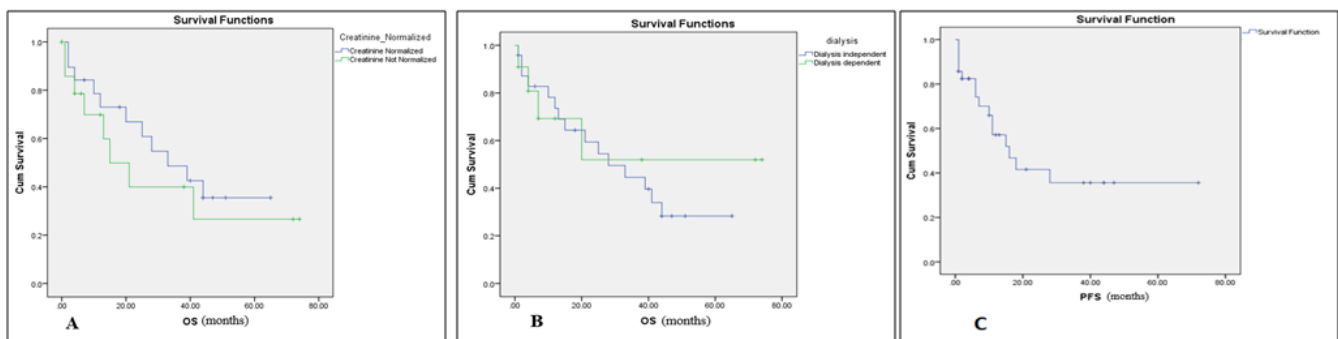 Survival Functions
Creatinine_Normalized
Creatinine Normalized
Creatinine Not Normalized
Cum Survival
1.0
0.8
0.6
0.4
0.2
0.0
.00 20.00 40.00 60.00 80.00
OS (months)
A
Survival Functions
dialysis
Dialysis independent
Dialysis dependent
Cum Survival
1.0
0.8
0.6
0.4
0.2
0.0
.00 20.00 40.00 60.00 80.00
OS (months)
B
Survival Function
Survival Function
Cum Survival
1.0
0.8
0.6
0.4
0.2
0.0
.00 20.00 40.00 60.00 80.00
PFS (months)
C